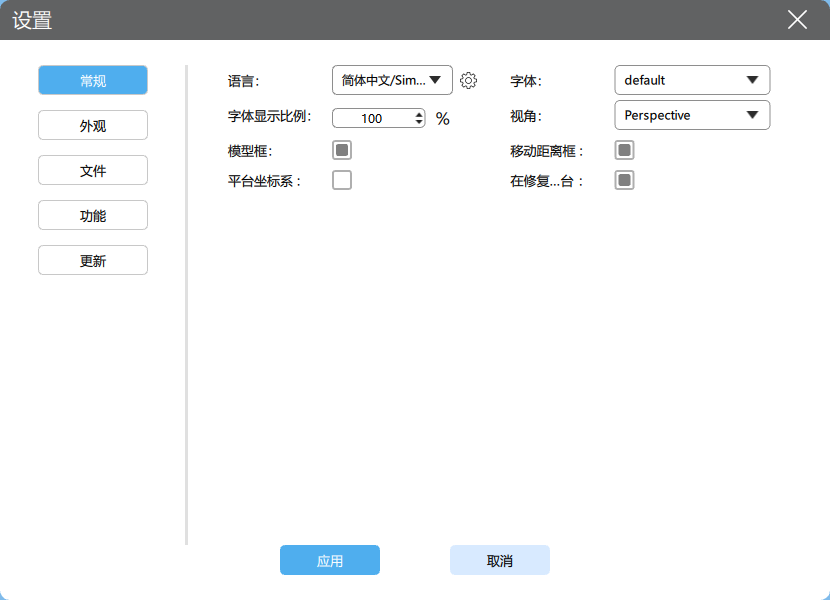 设置
常规
外观
文件
功能
更新
语言： 简体中文/Sim... 字体： default
字体显示比例： 100 % 视角： Perspective
模型框： 移动距离框：
平台坐标系： 在修复...台：
应用 取消